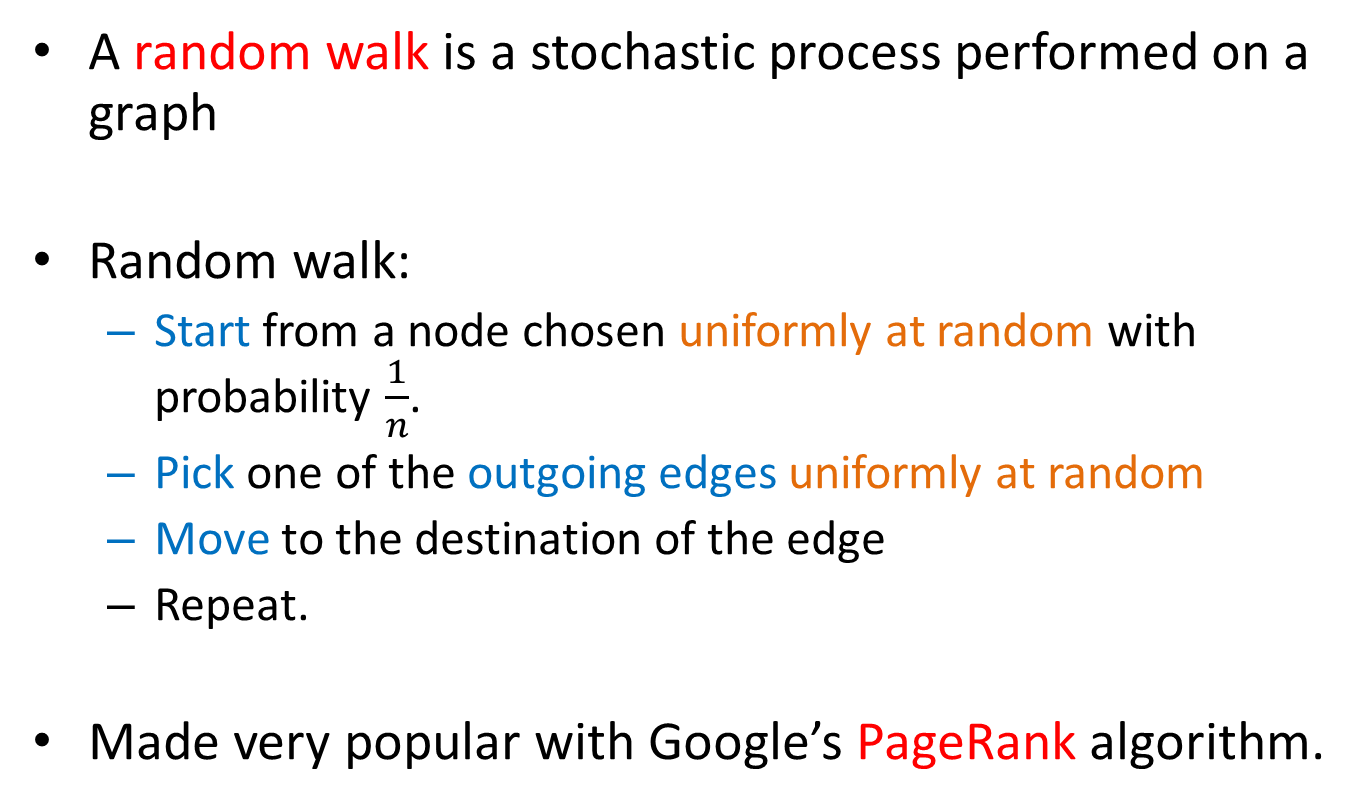 • A random walk is a stochastic process performed on a
graph
• Random walk:
– Start from a node chosen uniformly at random with
probability 1/n.
– Pick one of the outgoing edges uniformly at random
– Move to the destination of the edge
– Repeat.
• Made very popular with Google’s PageRank algorithm.